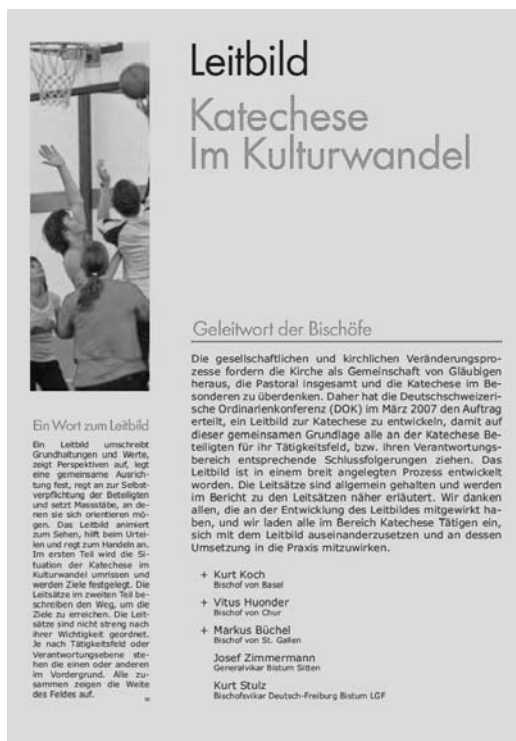 Leitbild
Katechese
Im Kulturwandel
Geleitwort der Bischöfe
Die gesellschaftlichen und kirchlichen Veränderungspro-
zesse fordern die Kirche als Gemeinschaft von Gläubigen
heraus, die Pastoral insgesamt und die Katechese im Be-
sonderen zu überdenken. Daher hat die Deutschschweizeri-
sche Ordinarienkonferenz (DOK) im März 2007 den Auftrag
erteilt, ein Leitbild zur Katechese zu entwickeln, damit auf
dieser gemeinsamen Grundlage alle an der Katechese Be-
teiligten für ihr Tätigkeitsfeld, bzw. ihren Verantwortungs-
bereich entsprechende Schlussfolgerungen ziehen. Das
Leitbild ist in einem breit angelegten Prozess entwickelt
worden. Die Leitsätze sind allgemein gehalten und werden
im Bericht zu den Leitsätzen näher erläutert. Wir danken
allen, die an der Entwicklung des Leitbildes mitgewirkt ha-
ben, und wir laden alle im Bereich Katechese Tätigen ein,
sich mit dem Leitbild auseinanderzusetzen und an dessen
Umsetzung in die Praxis mitzuwirken.
+ Kurt Koch
Bischof von Basel
+ Vitus Huonder
Bischof von Chur
+ Markus Büchel
Bischof von St. Gallen
Josef Zimmermann
Generalvikar Bistum Sitten
Kurt Stulz
Bischofsvikar Deutsch-Freiburg Bistum LGF
Ein Wort zum Leitbild
Ein Leitbild umschreibt
Grundhaltungen und Werte,
zeigt Perspektiven auf, legt
eine gemeinsame Ausrich-
tung fest, regt an zur Selbst-
verpflichtung der Beteiligten
und setzt Massstäbe, an de-
nen sie sich orientieren mö-
gen. Das Leitbild animiert
zum Sehen, hilft beim Urtei-
len und regt zum Handeln an.
Im ersten Teil wird die Si-
tuation der Katechese im
Kulturwandel umrissen und
werden Ziele festgelegt. Die
Leitsätze im zweiten Teil be-
schreiben den Weg, um die
Ziele zu erreichen. Die Leit-
sätze sind nicht streng nach
ihrer Wichtigkeit geordnet.
Je nach Tätigkeitsfeld oder
Verantwortungsebene ste-
hen die einen oder anderen
im Vordergrund. Alle zu-
sammen zeigen die Weite
des Feldes auf.